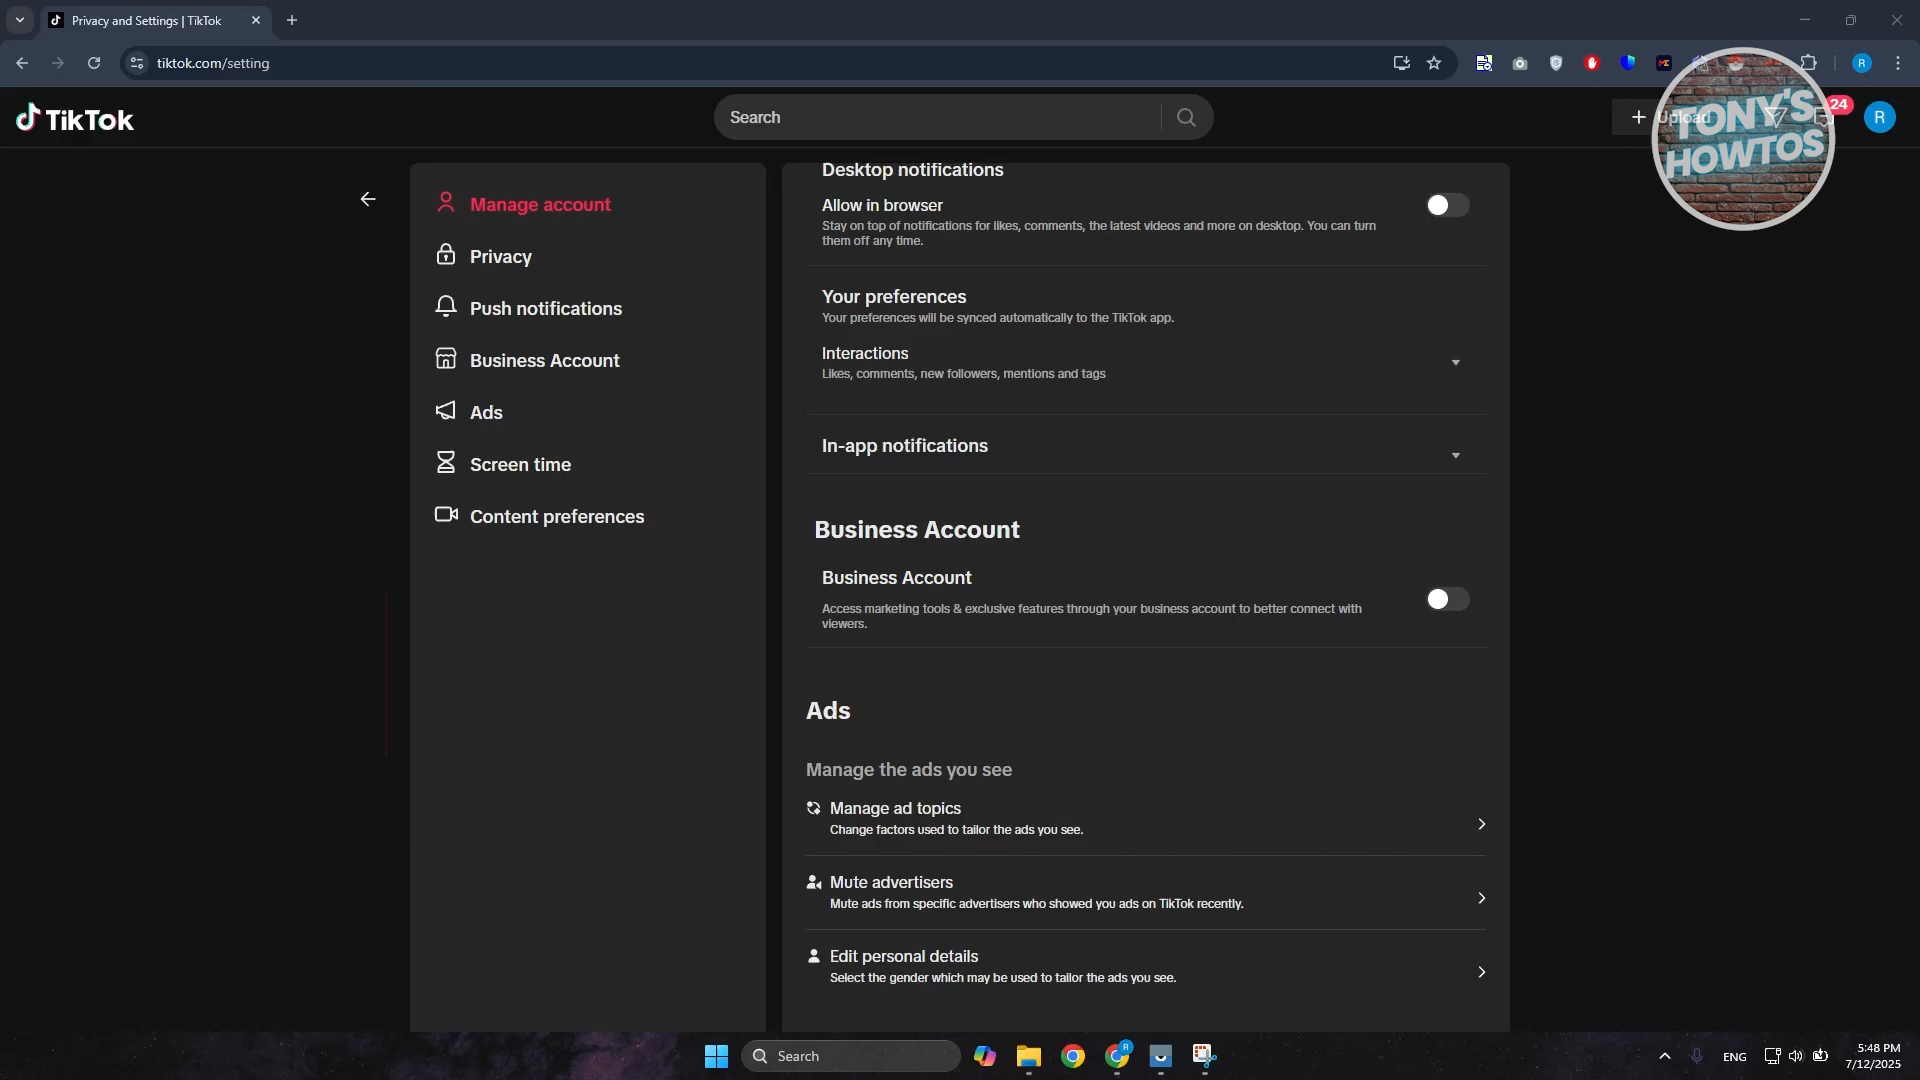 Privacy and Settings | TikTok
tiktok.com/setting
TikTok
Search
Upload
24
R
TONY'S
HOWTOS
Manage account
Privacy
Push notifications
Business Account
Ads
Screen time
Content preferences
Desktop notifications
Allow in browser
Stay on top of notifications for likes, comments, the latest videos and more on desktop. You can turn
them off any time.
Your preferences
Your preferences will be synced automatically to the TikTok app.
Interactions
Likes, comments, new followers, mentions and tags
In-app notifications
Business Account
Business Account
Access marketing tools & exclusive features through your business account to better connect with
viewers.
Ads
Manage the ads you see
Manage ad topics
Change factors used to tailor the ads you see.
Mute advertisers
Mute ads from specific advertisers who showed you ads on TikTok recently.
Edit personal details
Select the gender which may be used to tailor the ads you see.
Search
ENG
5:48 PM
7/12/2025